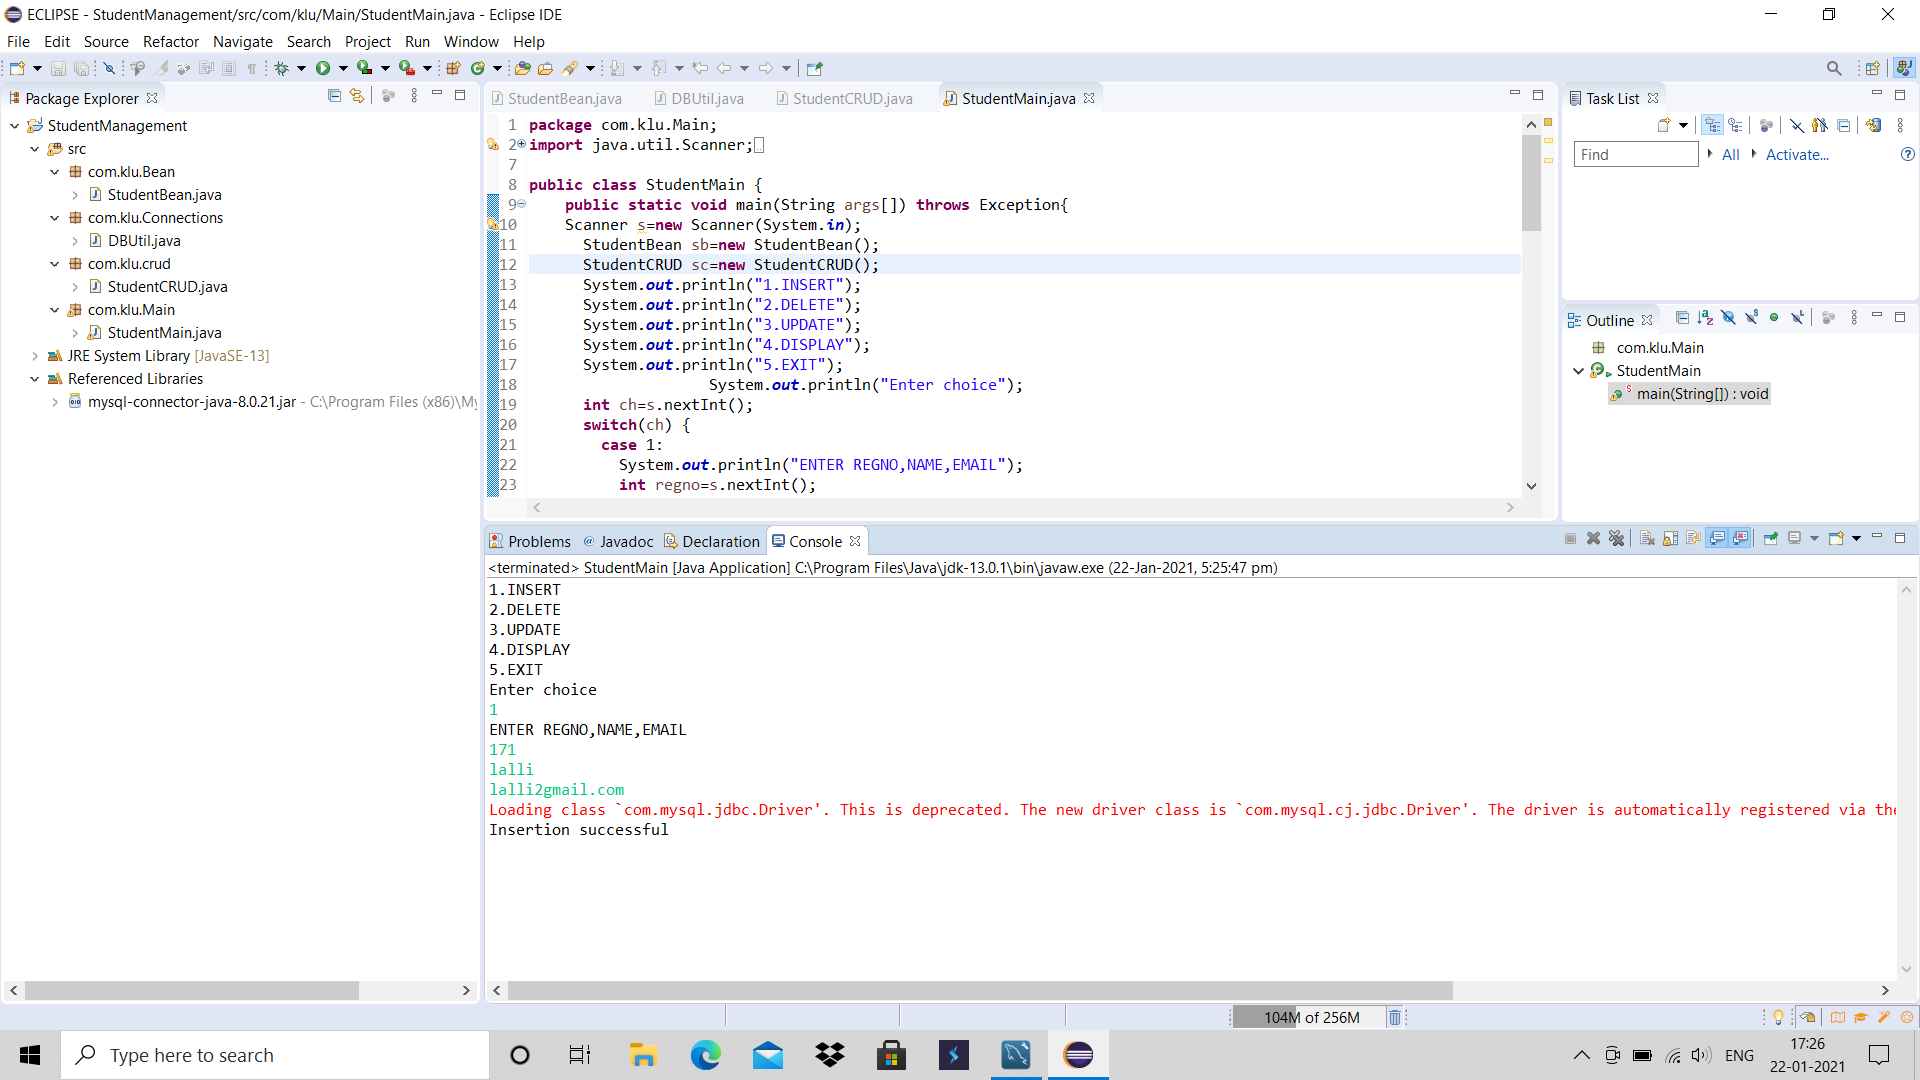 ECLIPSE - StudentManagement/src/com/klu/Main/StudentMain.java - Eclipse IDE
File Edit Source Refactor Navigate Search Project Run Window Help
Package Explorer
StudentManagement
src
com.klu.Bean
StudentBean.java
com.klu.Connections
DBUtil.java
com.klu.crud
StudentCRUD.java
com.klu.Main
StudentMain.java
JRE System Library [JavaSE-13]
Referenced Libraries
mysql-connector-java-8.0.21.jar - C:\Program Files (x86)\My
StudentBean.java DBUtil.java StudentCRUD.java StudentMain.java
1 package com.klu.Main;
2 import java.util.Scanner;
7
8 public class StudentMain {
9 public static void main(String args[]) throws Exception{
10 Scanner s=new Scanner(System.in);
11 StudentBean sb=new StudentBean();
12 StudentCRUD sc=new StudentCRUD();
13 System.out.println("1.INSERT");
14 System.out.println("2.DELETE");
15 System.out.println("3.UPDATE");
16 System.out.println("4.DISPLAY");
17 System.out.println("5.EXIT");
18 System.out.println("Enter choice");
19 int ch=s.nextInt();
20 switch(ch) {
21 case 1:
22 System.out.println("ENTER REGNO,NAME,EMAIL");
23 int regno=s.nextInt();
Task List
Find All Activate...
Outline
com.klu.Main
StudentMain
main(String[]) : void
Problems Javadoc Declaration Console
<terminated> StudentMain [Java Application] C:\Program Files\Java\jdk-13.0.1\bin\javaw.exe (22-Jan-2021, 5:25:47 pm)
1.INSERT
2.DELETE
3.UPDATE
4.DISPLAY
5.EXIT
Enter choice
1
ENTER REGNO,NAME,EMAIL
171
lalli
lalli2gmail.com
Loading class `com.mysql.jdbc.Driver'. This is deprecated. The new driver class is `com.mysql.cj.jdbc.Driver'. The driver is automatically registered via the
Insertion successful
104M of 256M
Type here to search
ENG
17:26
22-01-2021